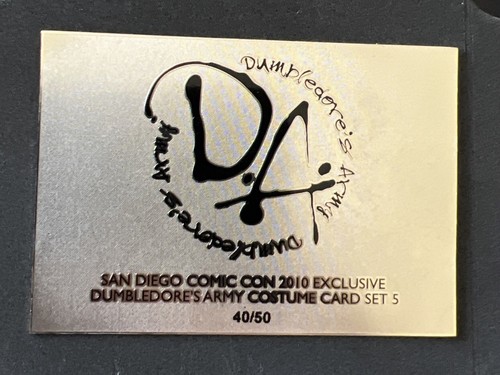 Dumbledore's Army
D.A.
Dumbledore's Army
SAN DIEGO COMIC CON 2010 EXCLUSIVE
DUMBLEDORE'S ARMY COSTUME CARD SET 5
40/50